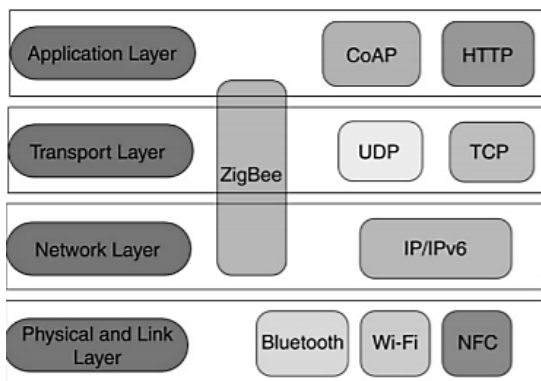 Application Layer
CoAP
HTTP
Transport Layer
ZigBee
UDP
TCP
Network Layer
IP/IPv6
Physical and Link
Layer
Bluetooth
Wi-Fi
NFC